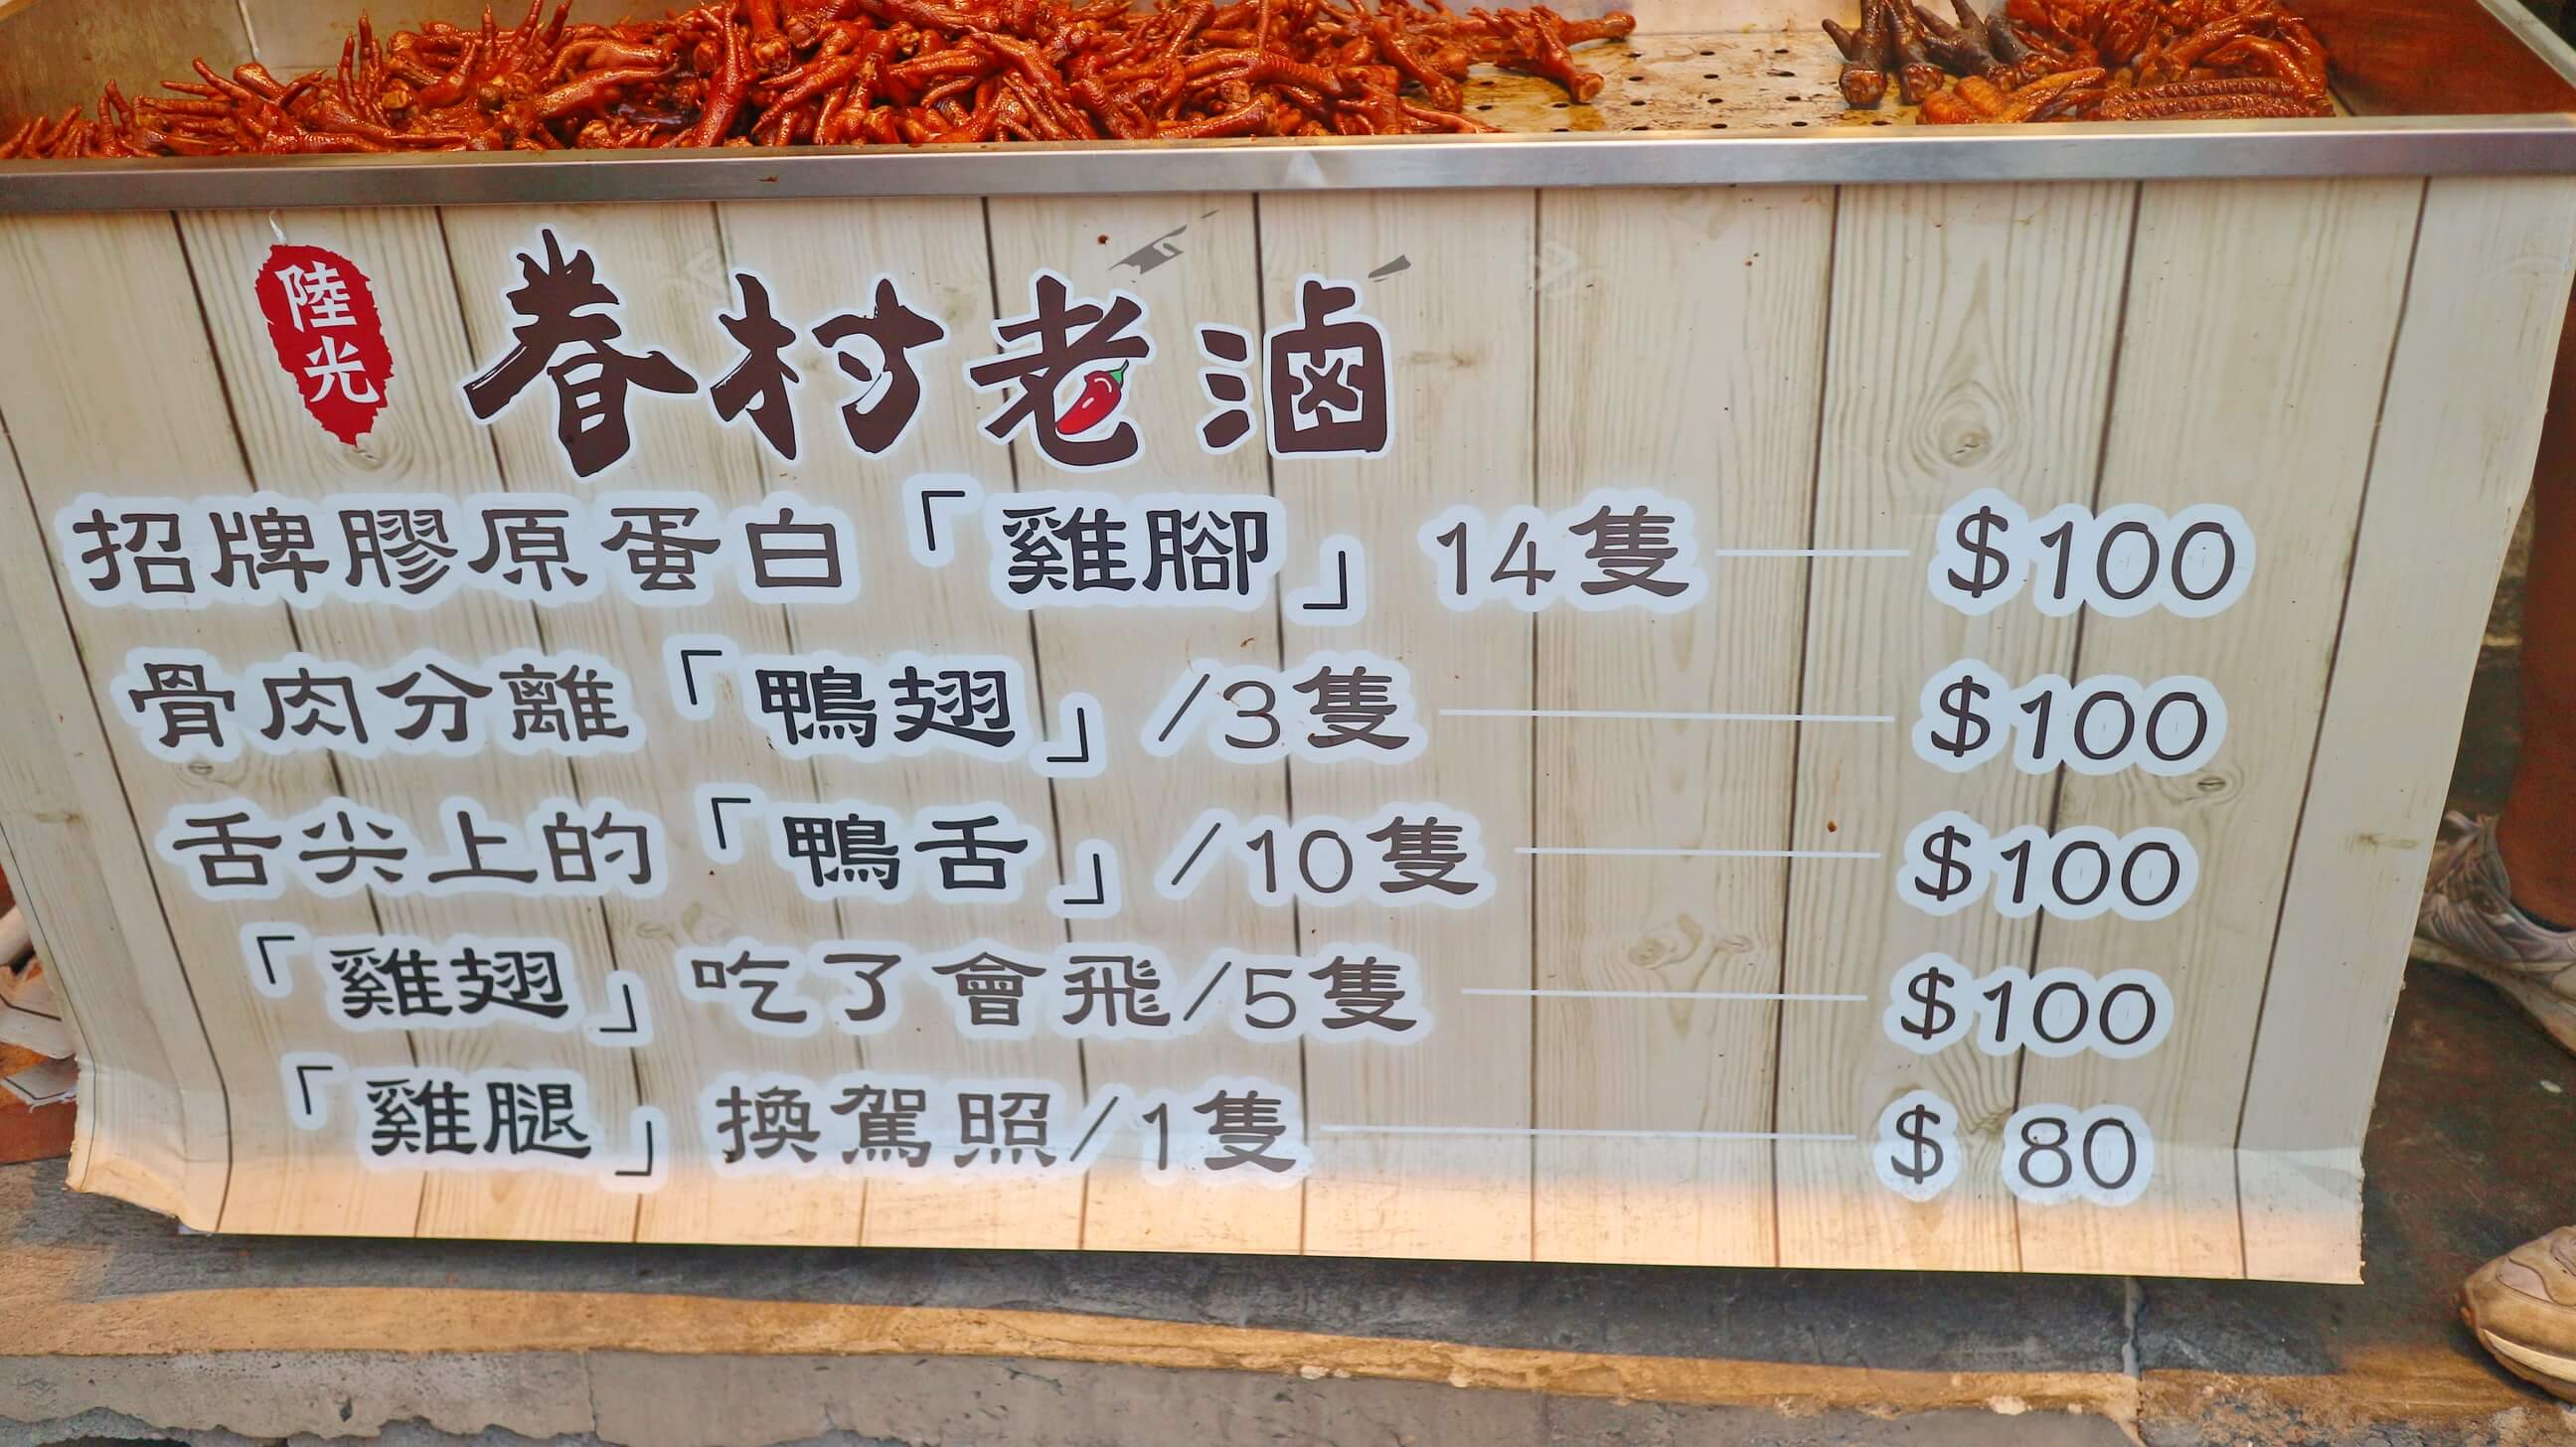 陸光
眷村老滷
招牌膠原蛋白「雞腳」14隻 $100
骨肉分離「鴨翅」/3隻 $100
舌尖上的「鴨舌」/10隻 $100
「雞翅」吃了會飛/5隻 $100
「雞腿」換駕照/1隻 $ 80